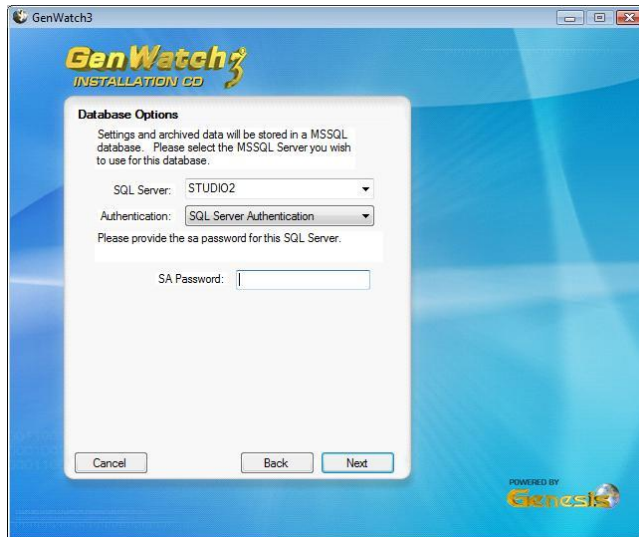 GenWatch3
GenWatch3
INSTALLATION CD
Database Options
Settings and archived data will be stored in a MSSQL
database. Please select the MSSQL Server you wish
to use for this database.
SQL Server: STUDIO2
Authentication: SQL Server Authentication
Please provide the sa password for this SQL Server.
SA Password:
Cancel Back Next
POWERED BY
Genesis